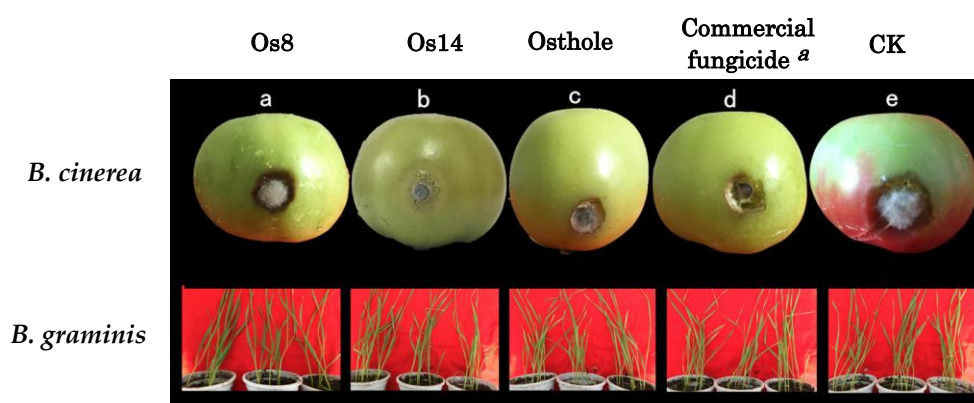 Os8 Os14 Osthole Commercial fungicide a CK
a b c d e
B. cinerea
B. graminis